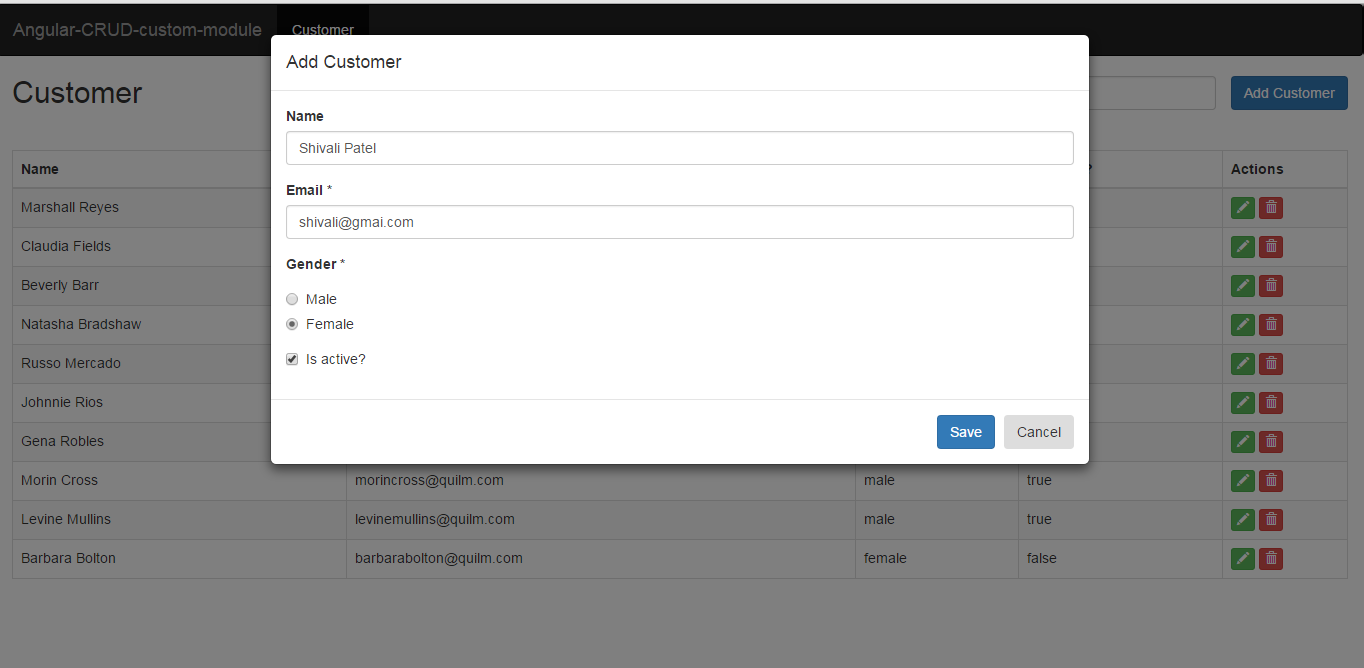 Angular-CRUD-custom-module Customer
Customer
Add Customer
Add Customer
Name
Shivali Patel
Email *
shivali@gmai.com
Gender *
Male
Female
Is active?
Save Cancel
Name ? Actions
Marshall Reyes
Claudia Fields
Beverly Barr
Natasha Bradshaw
Russo Mercado
Johnnie Rios
Gena Robles
Morin Cross morincross@quilm.com male true
Levine Mullins levinemullins@quilm.com male true
Barbara Bolton barbarabolton@quilm.com female false